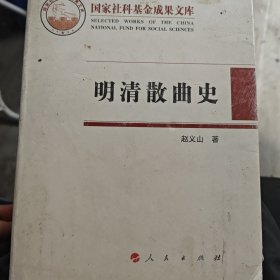 国家社科基金成果文库
SELECTED WORKS OF THE CHINA
NATIONAL FUND FOR SOCIAL SCIENCES
明清散曲史
赵义山 著
人民出版社